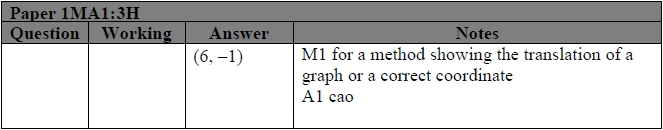 Paper 1MA1:3H
Question Working Answer Notes
(6, –1) M1 for a method showing the translation of a
graph or a correct coordinate
A1 cao